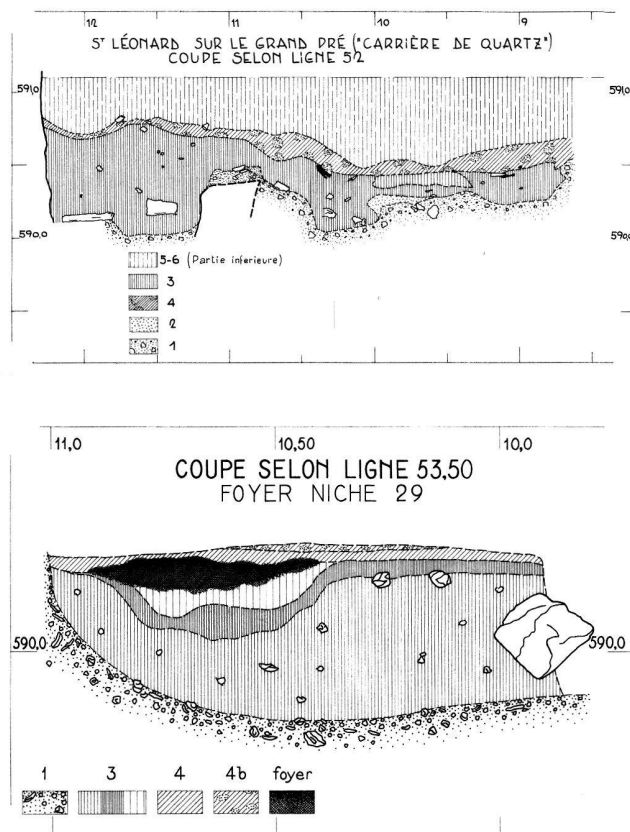 12 11 10 9
ST LÉONARD SUR LE GRAND PRÉ ("CARRIÈRE DE QUARTZ")
COUPE SELON LIGNE 52
591,0 591,0
590,0 590,0
5-6 (Partie inférieure)
3
4
2
1
11,0 10,50 10,0
COUPE SELON LIGNE 53,50
FOYER NICHE 29
590,0 590,0
1 3 4 4b foyer